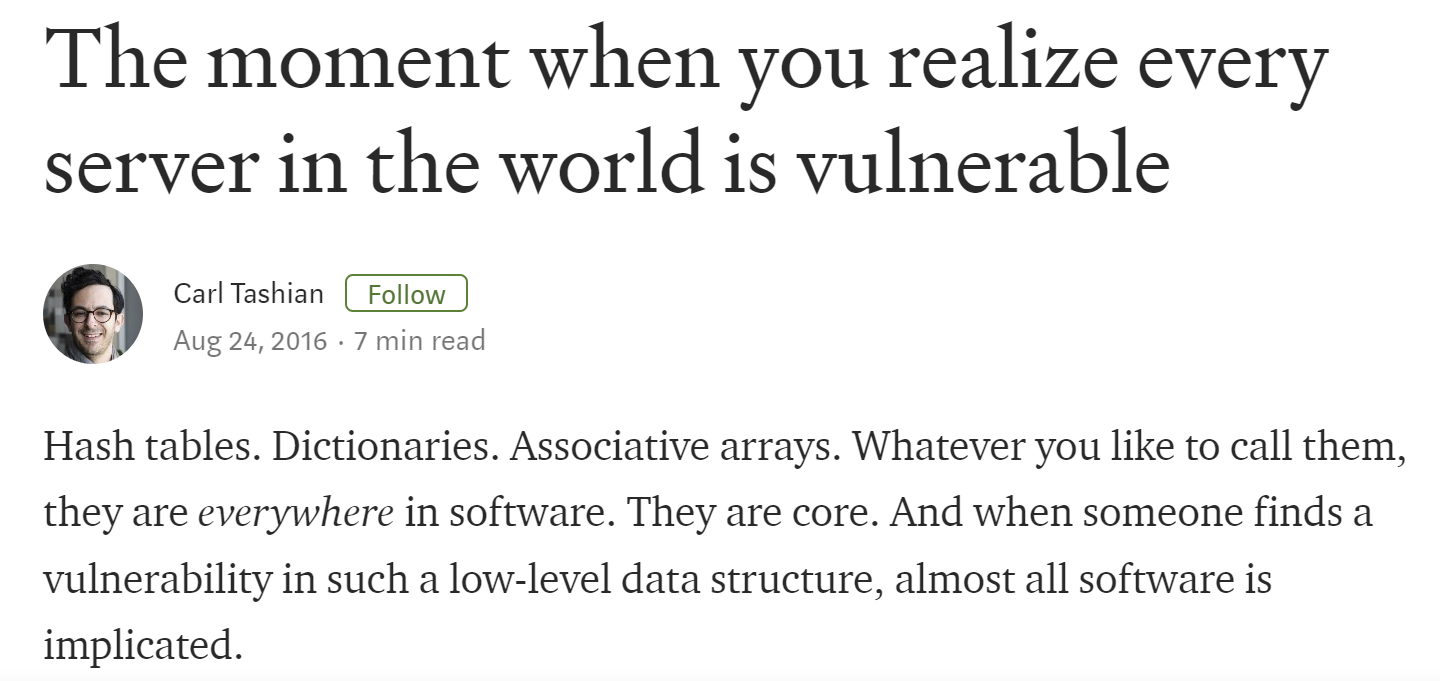 The moment when you realize every
server in the world is vulnerable
Carl Tashian Follow
Aug 24, 2016 · 7 min read
Hash tables. Dictionaries. Associative arrays. Whatever you like to call them,
they are everywhere in software. They are core. And when someone finds a
vulnerability in such a low-level data structure, almost all software is
implicated.